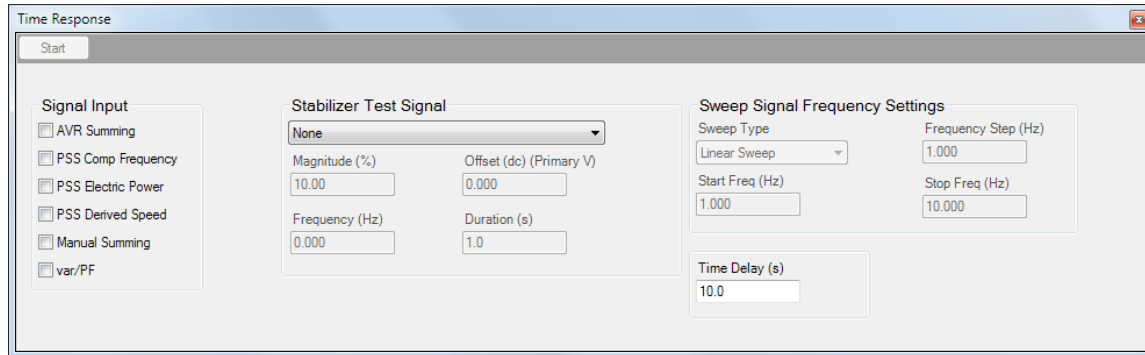 Time Response
Start
Signal Input
AVR Summing
PSS Comp Frequency
PSS Electric Power
PSS Derived Speed
Manual Summing
var/PF
Stabilizer Test Signal
None
Magnitude (%) Offset (dc) (Primary V)
10.00 0.000
Frequency (Hz) Duration (s)
0.000 1.0
Sweep Signal Frequency Settings
Sweep Type Frequency Step (Hz)
Linear Sweep 1.000
Start Freq (Hz) Stop Freq (Hz)
1.000 10.000
Time Delay (s)
10.0